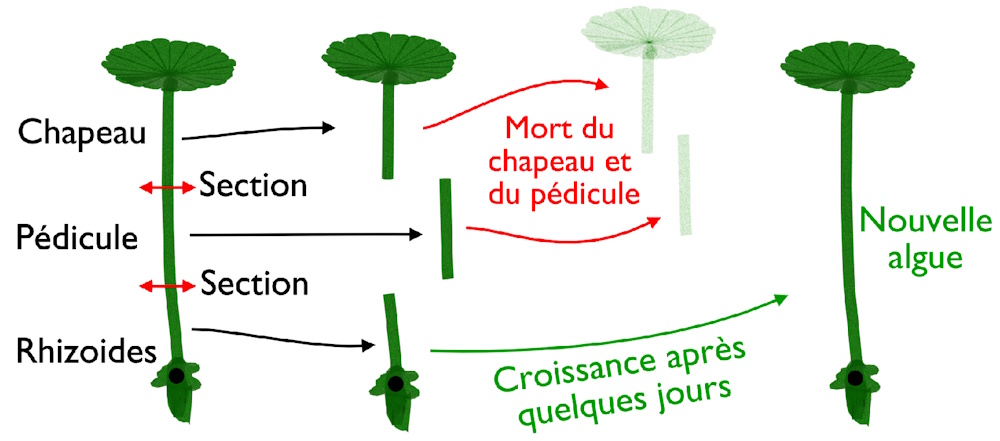 Chapeau
Section
Pédicule
Section
Rhizoides
Mort du
chapeau et
du pédicule
Croissance après
quelques jours
Nouvelle
algue